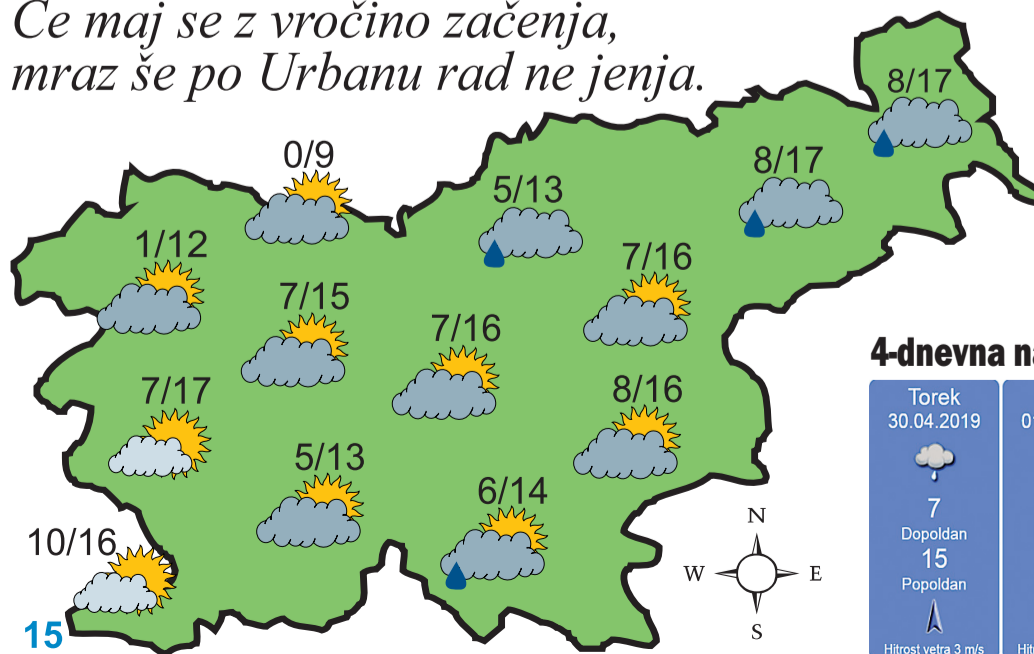 Če maj se z vročino začenja,
mraz še po Urbanu rad ne jenja.
8/17
0/9
8/17
5/13
1/12
7/16
7/15
7/16
7/17
8/16
5/13
6/14
10/16
15
N
W E
S
4-dnevna
Torek
30.04.2019
7
Dopoldan
15
Popoldan
Hitrost vetra 3 m/s